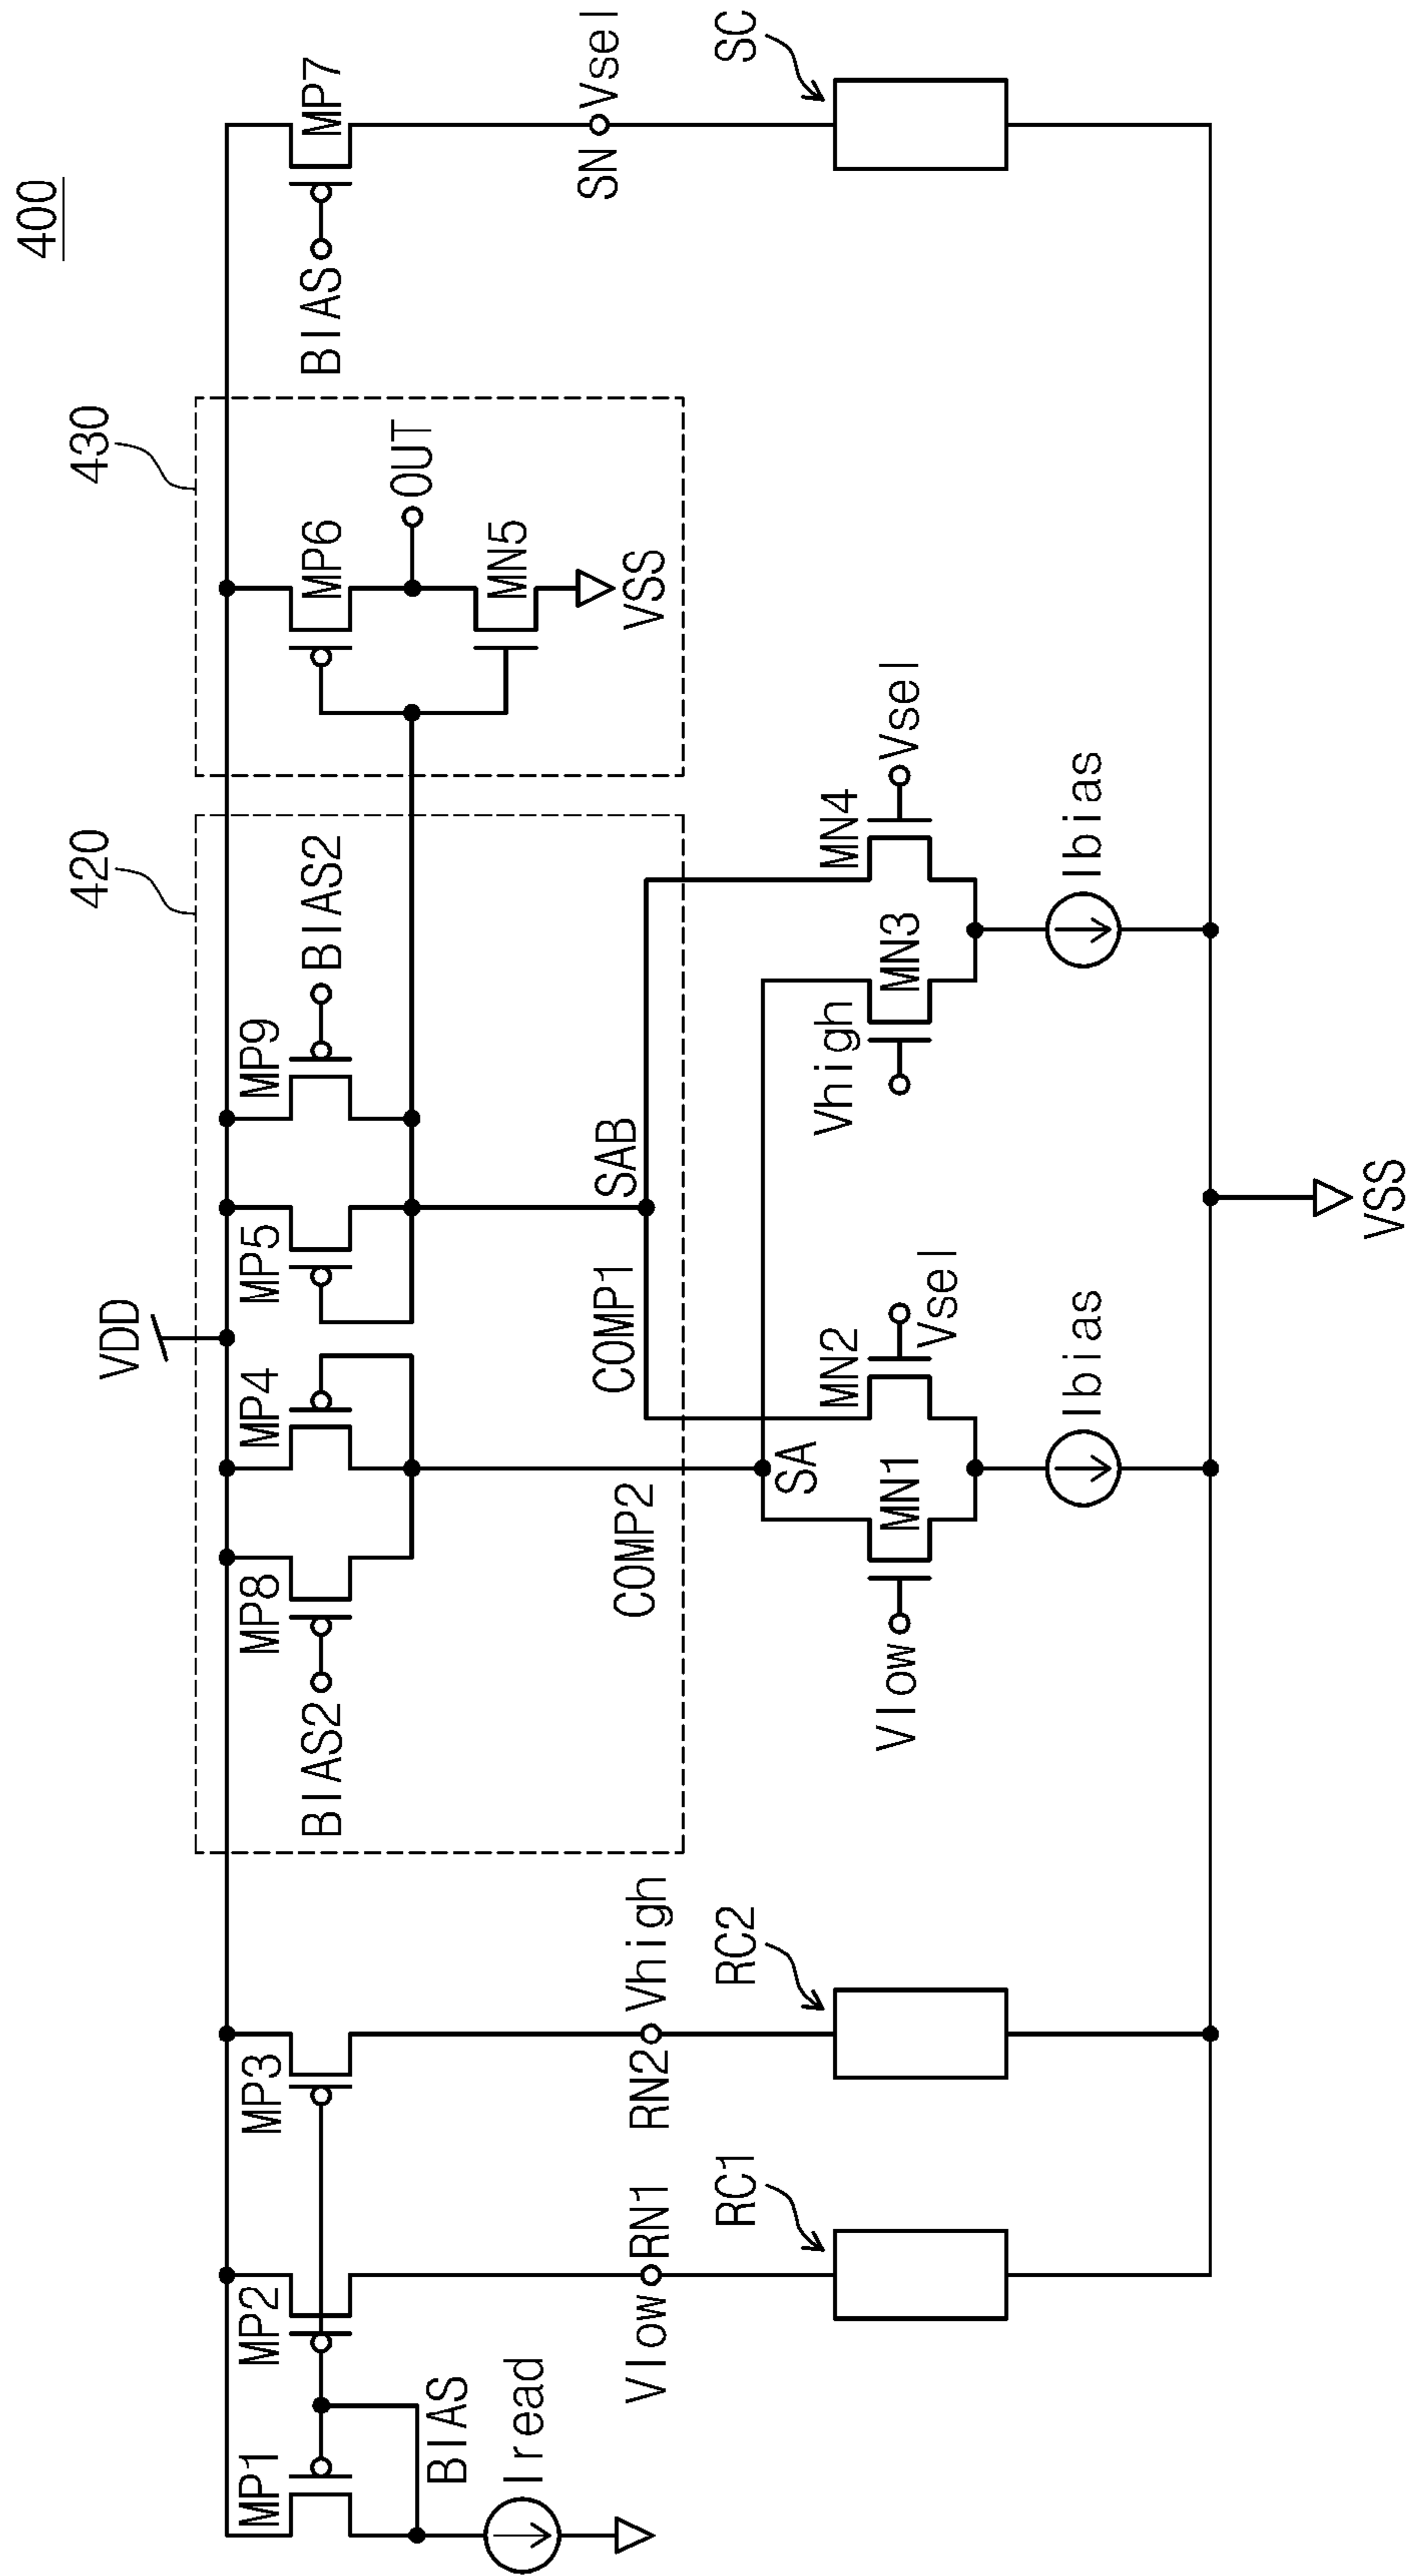 400
420
430
VDD
MP1
MP2
MP3
MP8
MP4
MP5
MP9
MP6
MP7
BIAS2
BIAS2
BIAS
BIAS
OUT
MN5
VSS
Iread
Vlow
RN1
RN2
Vhigh
COMP2
COMP1
SAB
SN
Vsel
RC1
RC2
SC
SA
Vlow
MN1
MN2
Vsel
Vhigh
MN3
MN4
Vsel
Ibias
Ibias
VSS